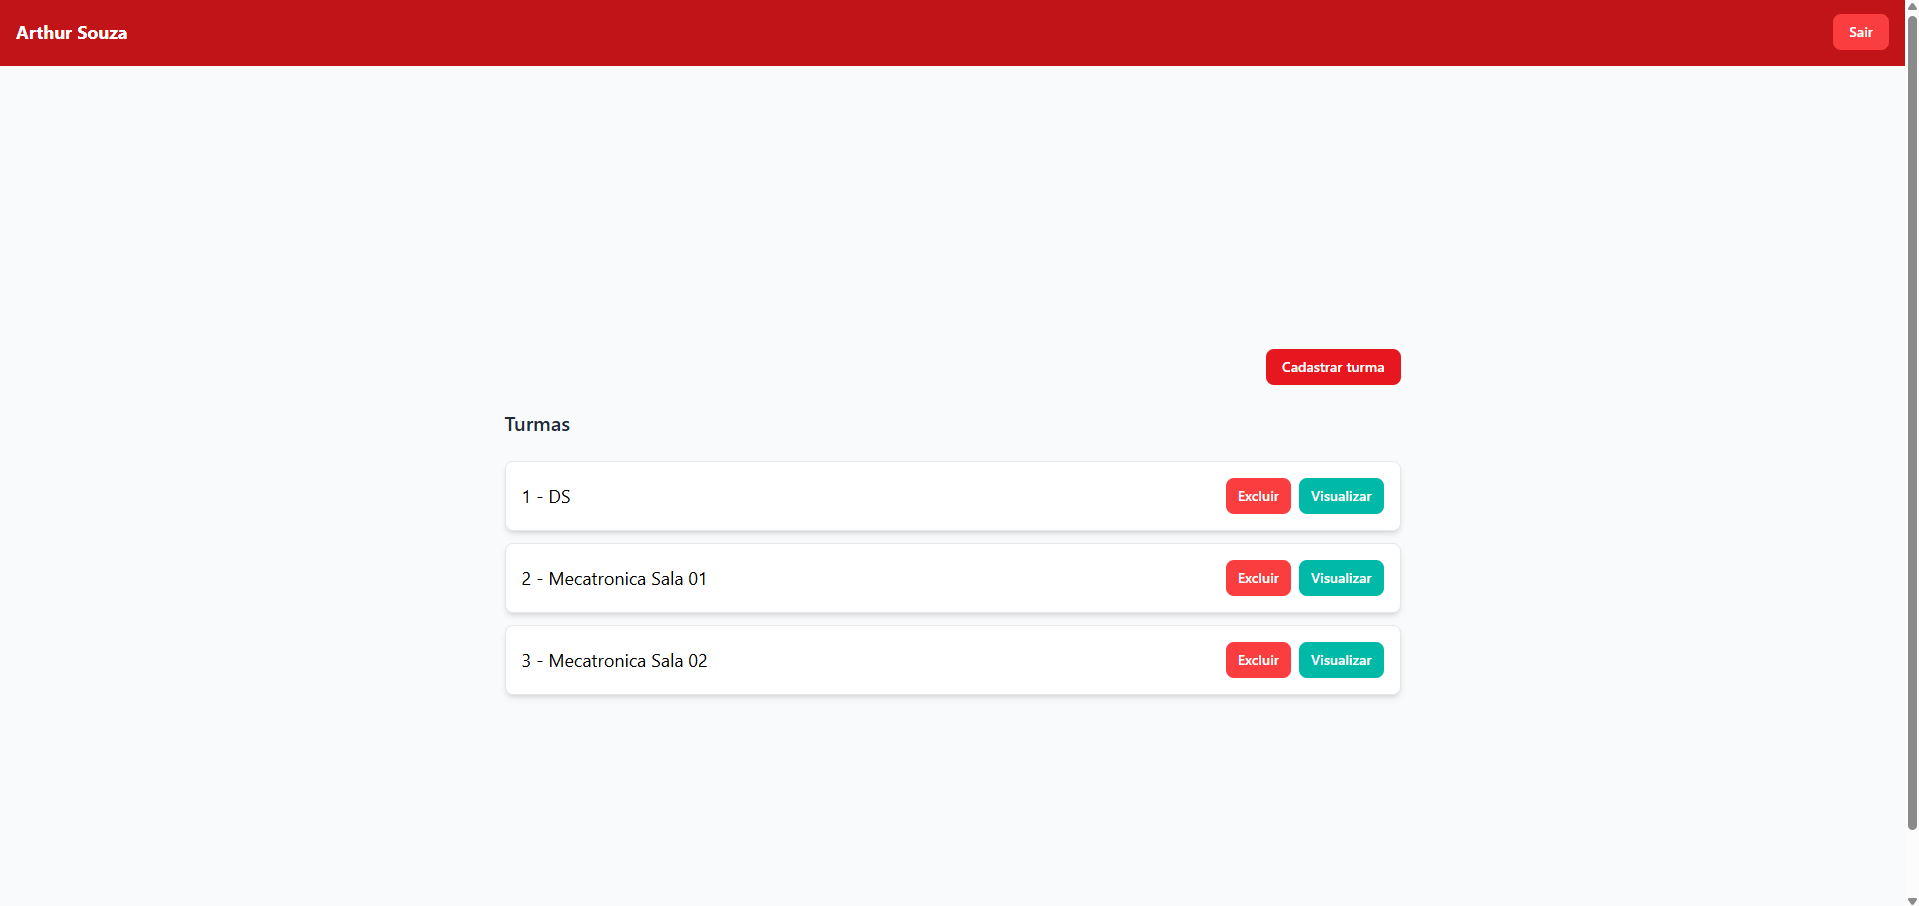 Arthur Souza
Sair
Cadastrar turma
Turmas
1 - DS
Excluir
Visualizar
2 - Mecatronica Sala 01
Excluir
Visualizar
3 - Mecatronica Sala 02
Excluir
Visualizar